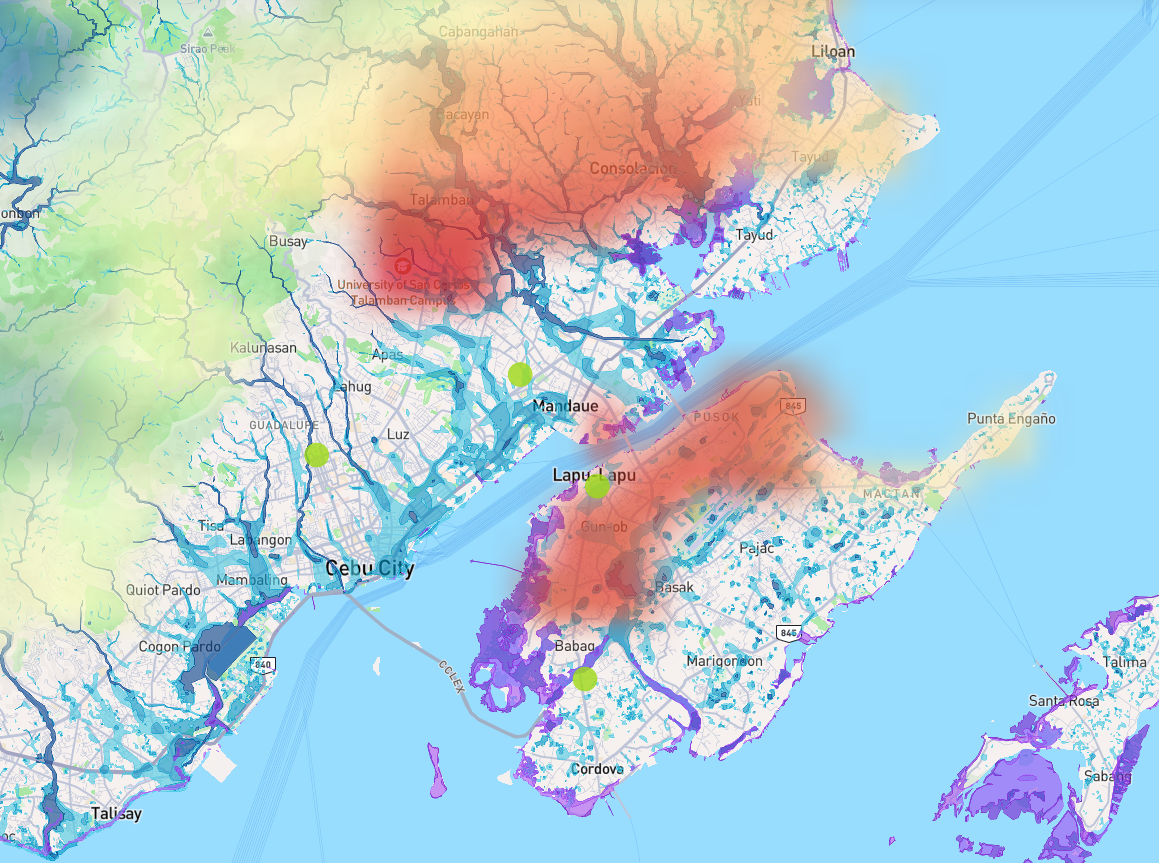 Cabangahan
Sirao Peak
Liloan
Yati
Bacayan
Tayud
Consolacion
Talamban
onbon
Tayud
Busay
University of San Carlos
Talamban Campus
Kalunasan
Apas
Lahug
845
PUSOK
Mandaue
Punta Engaño
GUADALUPE
Luz
Lapu-Lapu
MACTAN
Tisa
Gun-ob
Labangon
Pajac
Cebu City
Mambaling
Quiot Pardo
Basak
845
Cogon Pardo
Babag
840
Marigondon
Talima
CCLEX
Santa Rosa
Cordova
Sabang
Talisay